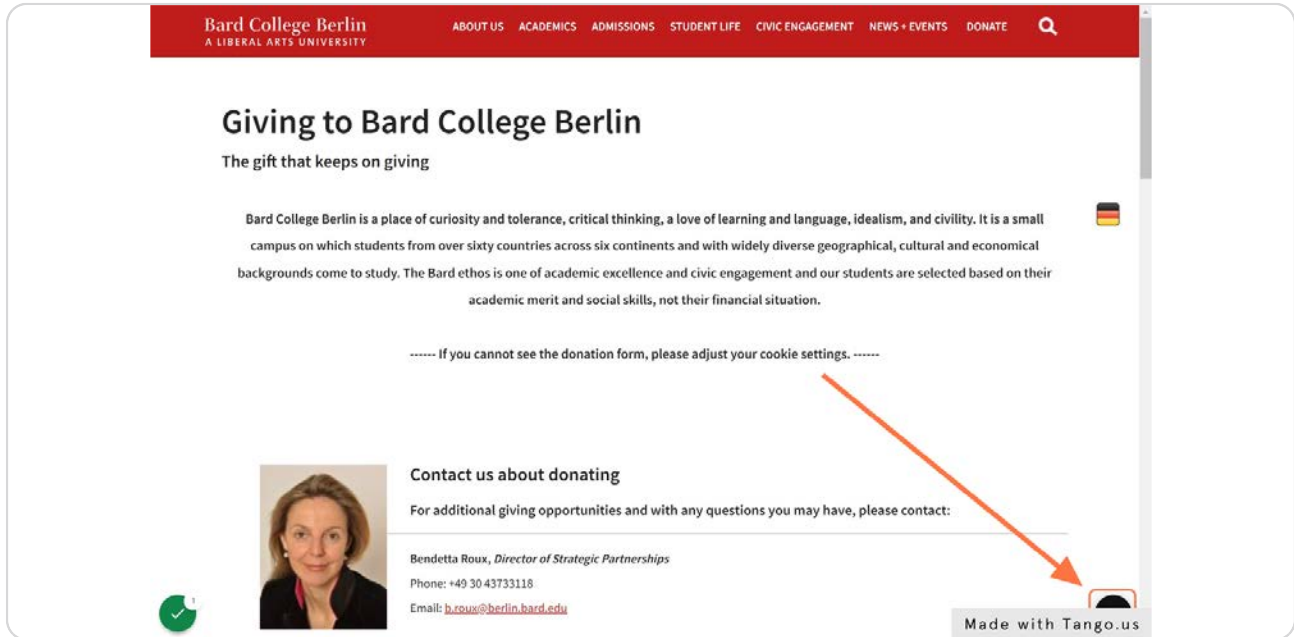 Bard College Berlin
A LIBERAL ARTS UNIVERSITY
ABOUT US ACADEMICS ADMISSIONS STUDENT LIFE CIVIC ENGAGEMENT NEWS + EVENTS DONATE
Giving to Bard College Berlin
The gift that keeps on giving
Bard College Berlin is a place of curiosity and tolerance, critical thinking, a love of learning and language, idealism, and civility. It is a small
campus on which students from over sixty countries across six continents and with widely diverse geographical, cultural and economical
backgrounds come to study. The Bard ethos is one of academic excellence and civic engagement and our students are selected based on their
academic merit and social skills, not their financial situation.
------ If you cannot see the donation form, please adjust your cookie settings. ------
Contact us about donating
For additional giving opportunities and with any questions you may have, please contact:
Bendetta Roux, Director of Strategic Partnerships
Phone: +49 30 43733118
Email: b.roux@berlin.bard.edu
1
Made with Tango.us